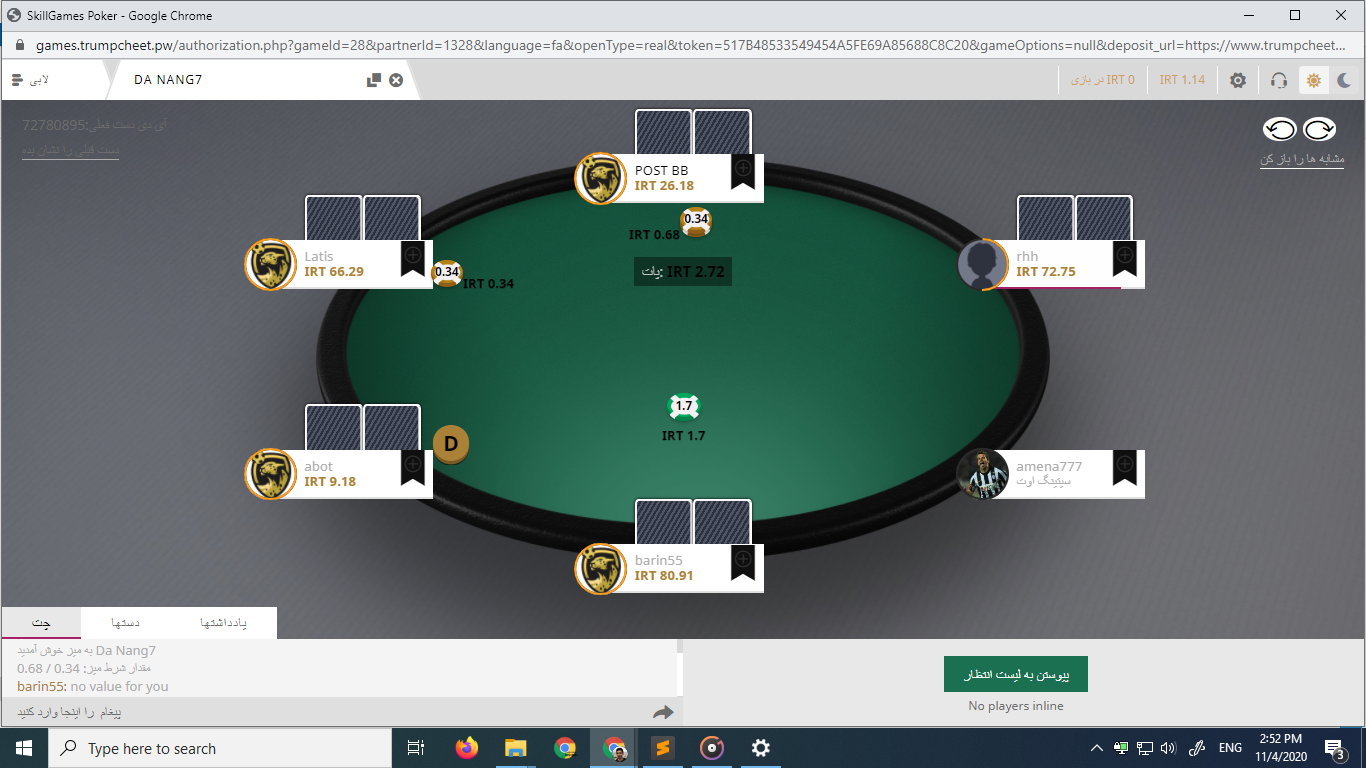 SkillGames Poker - Google Chrome
games.trumpcheet.pw/authorization.php?gameId=28&partnerId=1328&language=fa&openType=real&token=517B48533549454A5FE69A85688C8C20&gameOptions=null&deposit_url=https://www.trumpcheet...
لابی
DA NANG7
IRT 0 در بازی
IRT 1.14
آی دی دست فعلی:72780895
دست قبلی را نشان بده
مشابه ها را باز کن
POST BB
IRT 26.18
0.34
IRT 0.68
Latis
IRT 66.29
0.34
IRT 0.34
پات: IRT 2.72
rhh
IRT 72.75
1.7
IRT 1.7
D
abot
IRT 9.18
amena777
سیتینگ اوت
barin55
IRT 80.91
چت
دستها
یادداشتها
به میز خوش آمدید Da Nang7
مقدار شرط میز: 0.34 / 0.68
barin55: no value for you
پیغام را اینجا وارد کنید
پیوستن به لیست انتظار
No players inline
Type here to search
ENG
2:52 PM
11/4/2020
3